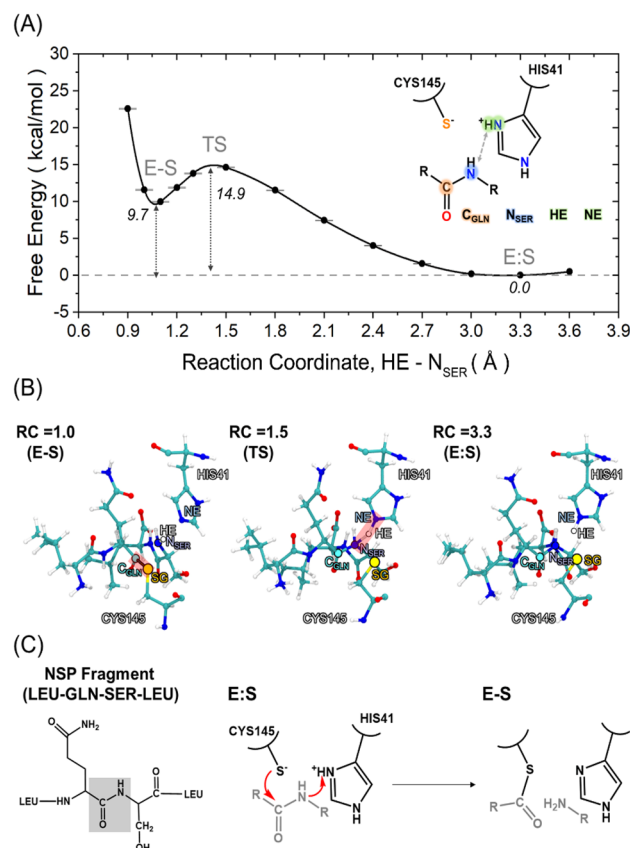 (A)
30
25
20
15
10
5
0
-5
Free Energy ( kcal/mol)
0.6 0.9 1.2 1.5 1.8 2.1 2.4 2.7 3.0 3.3 3.6 3.9
Reaction Coordinate, HE - NSER ( Å )
E-S
TS
9.7
14.9
E:S
0.0
CYS145
HIS41
S-
+HN
N
H
H
R
C
N
R
O
CGLN NSER HE NE
(B)
RC =1.0
(E-S)
HIS41
NE
HE
NSER
CGLN
SG
CYS145
RC =1.5
(TS)
HIS41
NE
HE
NSER
CGLN
SG
CYS145
RC =3.3
(E:S)
HIS41
NE
HE
NSER
CGLN
SG
CYS145
(C)
NSP Fragment
(LEU-GLN-SER-LEU)
NH2
O
H
N
O
LEU
NH
O
CH2
OH
LEU
E:S
CYS145
HIS41
S-
+HN
N
H
R
H
N
R
O
E-S
CYS145
HIS41
S
N
N
H
R
O
H2N
R